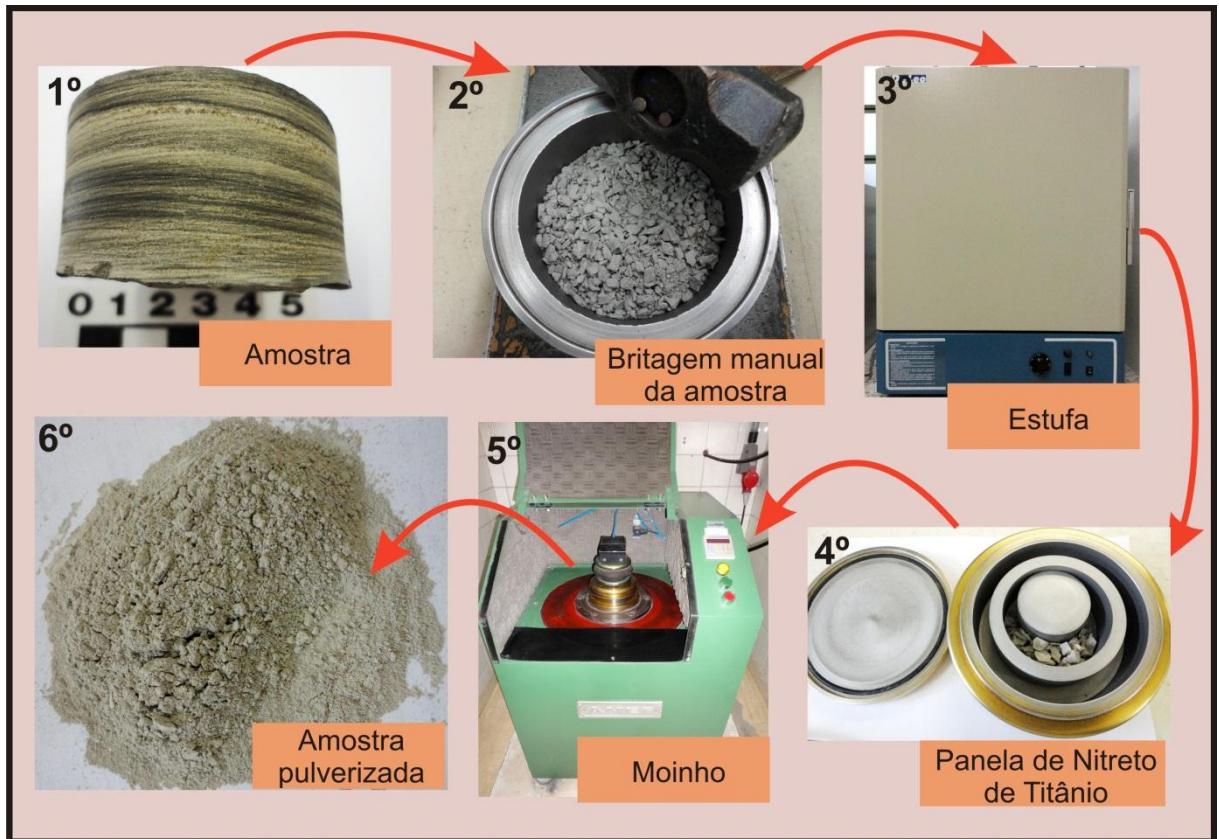 1º
0 1 2 3 4 5
Amostra
2º
Britagem manual
da amostra
3º
Estufa
4º
Panela de Nitreto
de Titânio
5º
Moinho
6º
Amostra
pulverizada